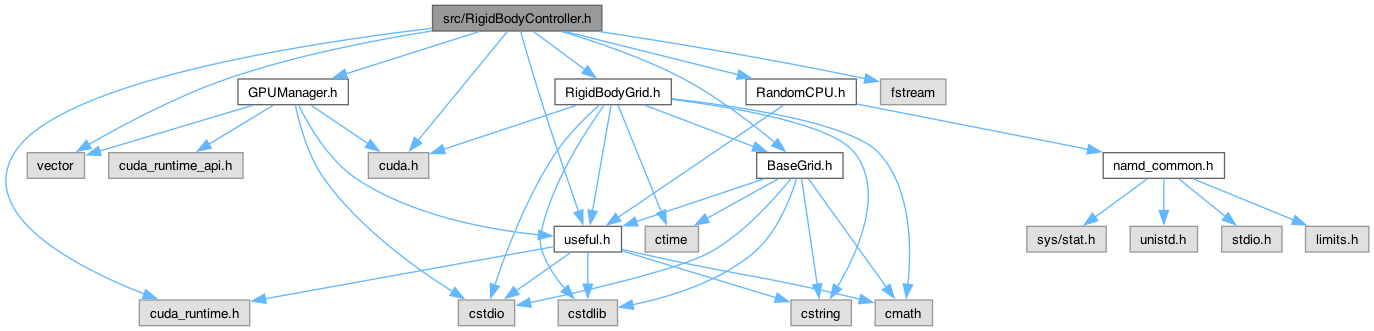 src/RigidBodyController.h
GPUManager.h
RigidBodyGrid.h
RandomCPU.h
fstream
vector
cuda_runtime_api.h
cuda.h
BaseGrid.h
namd_common.h
useful.h
ctime
sys/stat.h
unistd.h
stdio.h
limits.h
cuda_runtime.h
cstdio
cstdlib
cstring
cmath